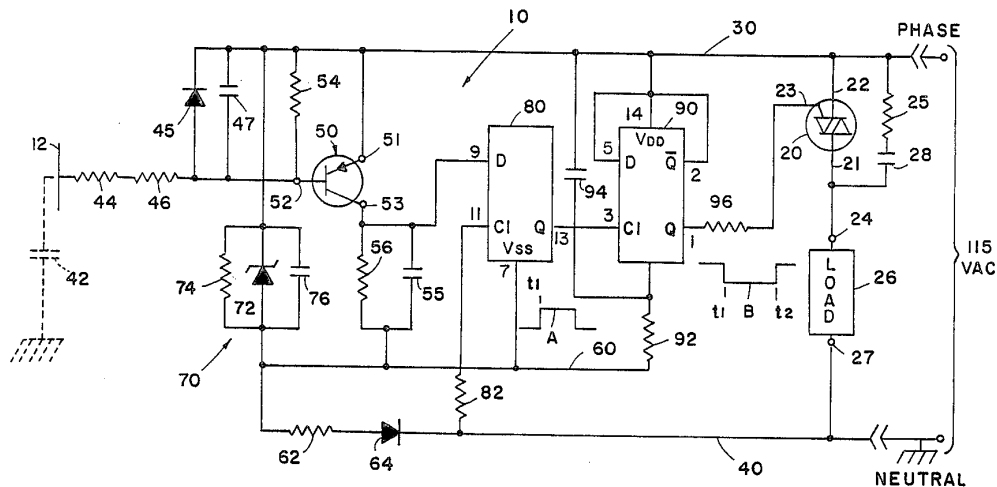 10
30
PHASE
12
45
47
54
50
51
52
53
44
46
42
80
9
D
11
Cl
Q
13
VSS
7
94
14
90
VDD
5
D
Q̅
2
3
Cl
Q
1
96
23
22
20
21
25
28
24
LOAD
26
27
115
VAC
74
72
76
70
56
55
t1
A
60
92
t1
B
t2
82
62
64
40
NEUTRAL